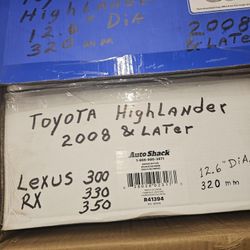 Highlander
12.6" DiA
320 mm
2008
& LATER
TOYOTA HighLander
2008 & LATER
AutoShack
LEXUS 300
RX 330
350
R41394
12.6" DiA.
320 mm